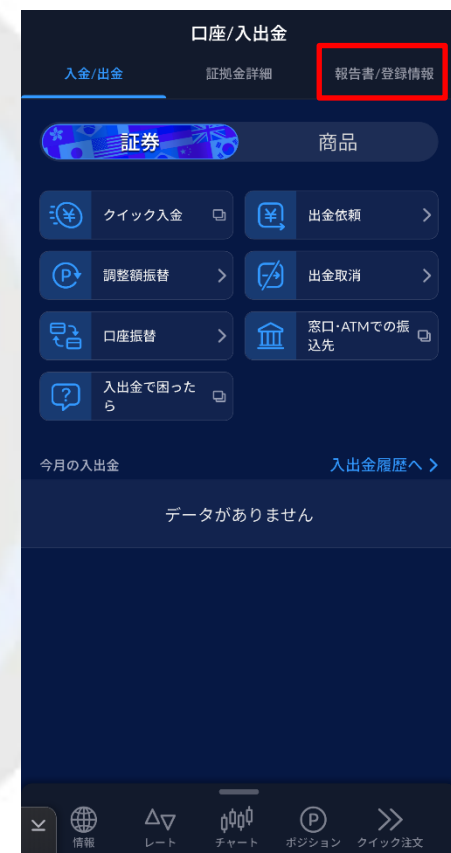 口座/入出金
入金/出金 証拠金詳細 報告書/登録情報
証券 商品
クイック入金 出金依頼
調整額振替 出金取消
口座振替 窓口・ATMでの振
込先
入出金で困った
ら
今月の入出金 入出金履歴へ
データがありません
情報 レート チャート ポジション クイック注文